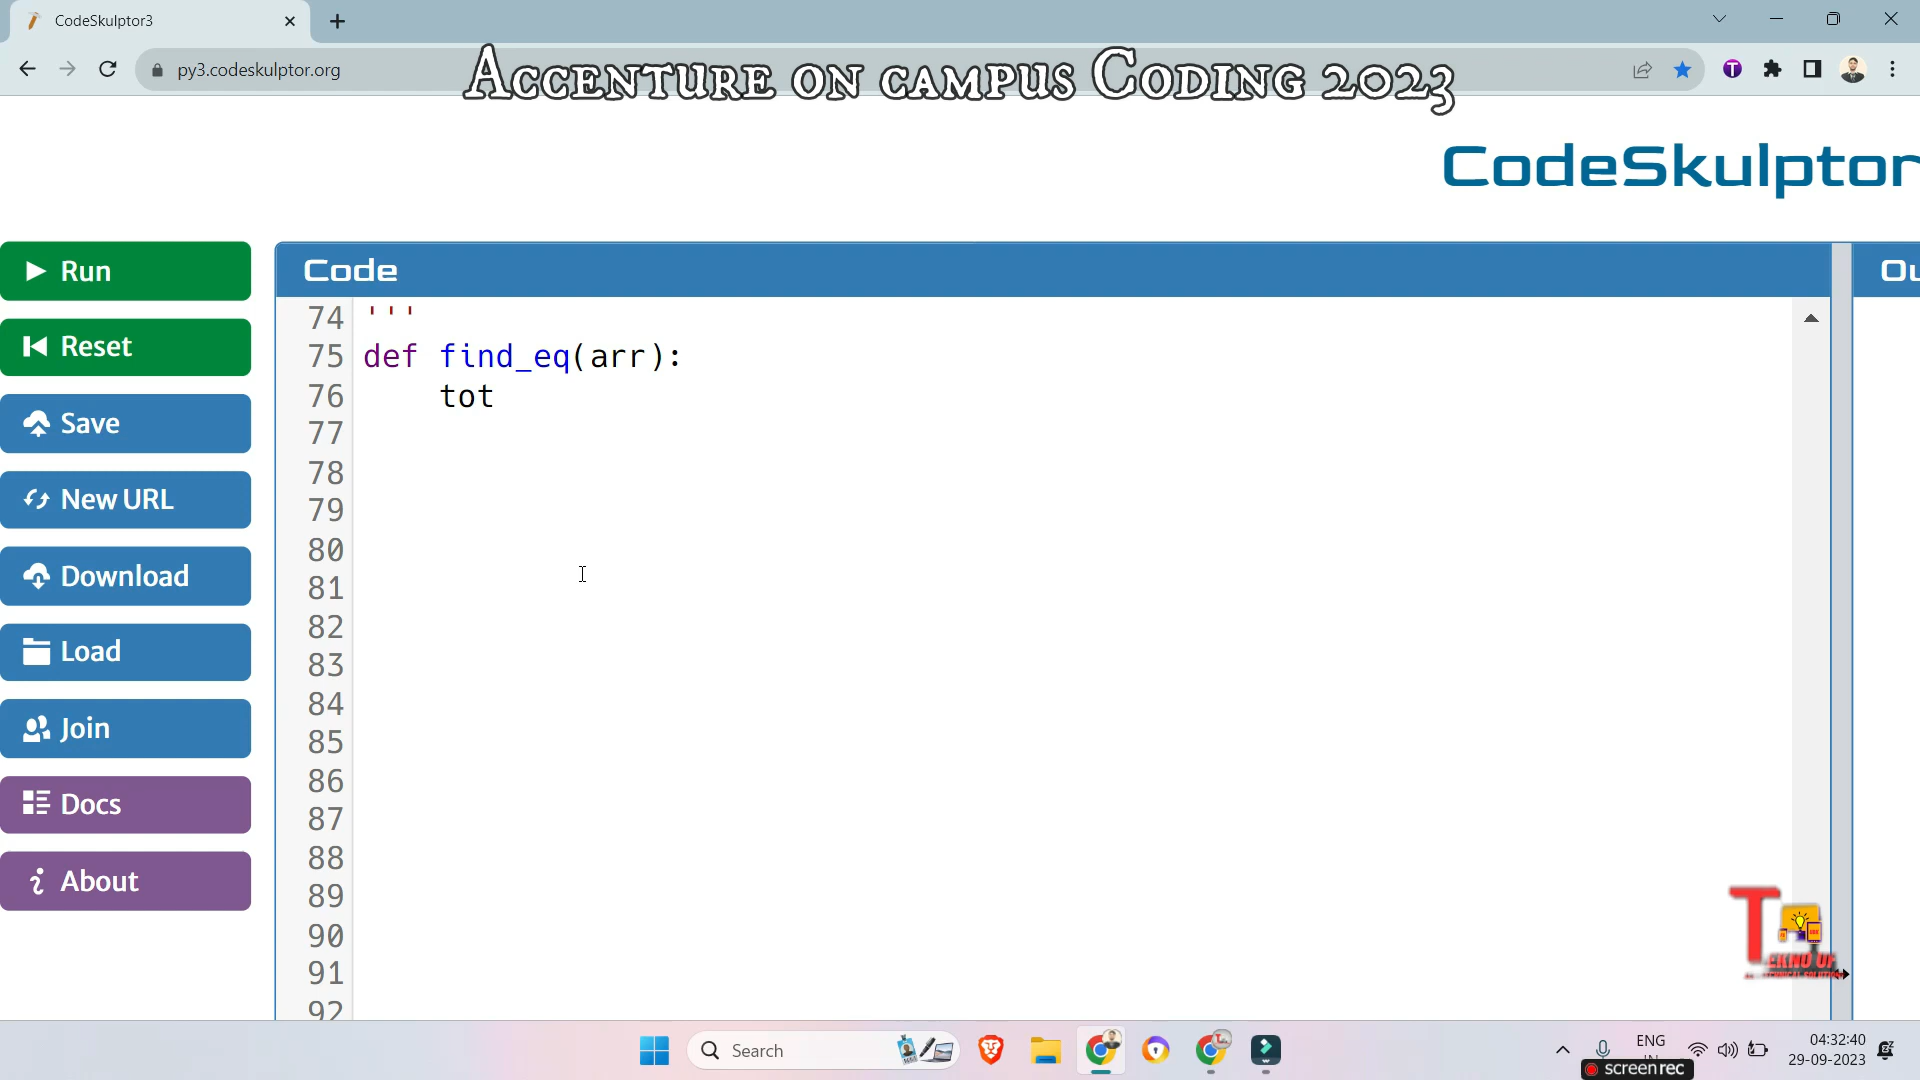 CodeSkulptor3
py3.codeskulptor.org
Accenture on campus Coding 2023
CodeSkulptor
Run
Reset
Save
New URL
Download
Load
Join
Docs
About
Code
Ou
74 '''
75 def find_eq(arr):
76 tot
77
78
79
80
81
82
83
84
85
86
87
88
89
90
91
92
Search
ENG
04:32:40
29-09-2023
screenrec